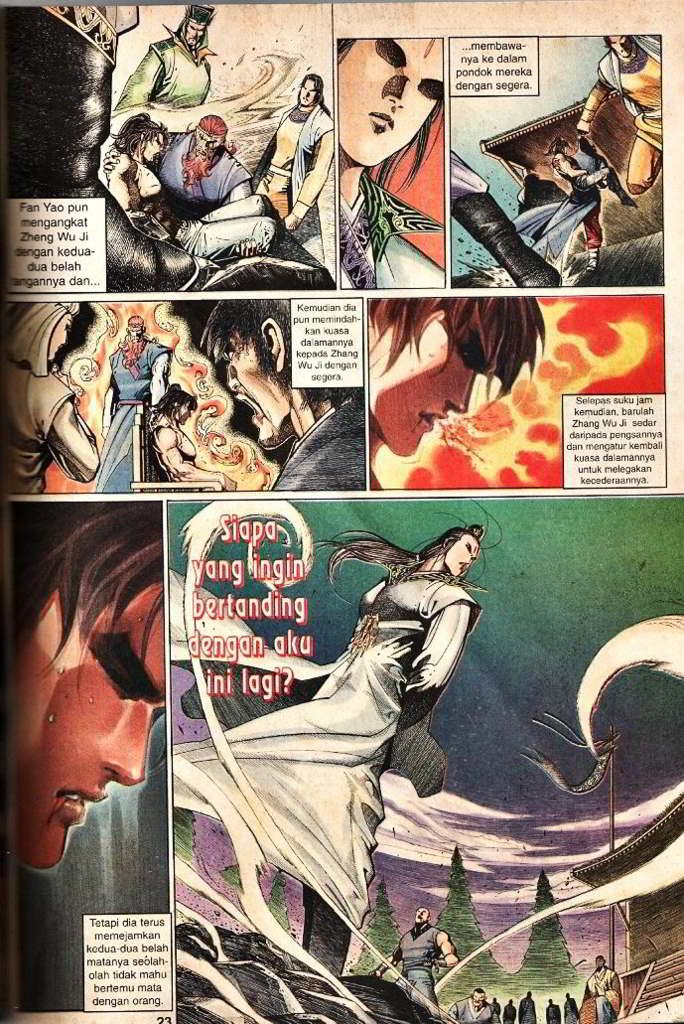 Fan Yao pun
mengangkat
Zheng Wu Ji
dengan kedua-
dua belah
tangannya dan...
...membawa-
nya ke dalam
pondok mereka
dengan segera.
Kemudian dia
pun memindah-
kan kuasa
dalamannya
kepada Zhang
Wu Ji dengan
segera.
Selepas suku jam
kemudian, barulah
Zhang Wu Ji sedar
daripada pengsannya
dan mengatur kembali
kuasa dalamannya
untuk melegakan
kecederaannya.
Siapa
yang ingin
bertanding
dengan aku
ini lagi?
Tetapi dia terus
memejamkan
kedua-dua belah
matanya seolah-
olah tidak mahu
bertemu mata
dengan orang.
23